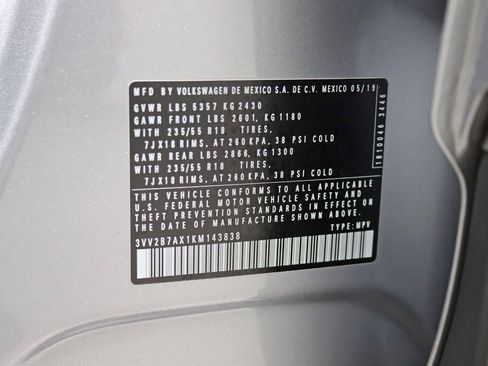 MFD BY VOLKSWAGEN DE MEXICO S.A. DE C.V. MEXICO 05/19
GVWR LBS 5357 KG 2430
GAWR FRONT LBS 2601, KG 1180
WITH 235/55 R18 TIRES,
7JX18 RIMS, AT 260 KPA, 38 PSI COLD
GAWR REAR LBS 2866, KG 1300
WITH 235/55 R18 TIRES,
7JX18 RIMS, AT 260 KPA, 38 PSI COLD
THIS VEHICLE CONFORMS TO ALL APPLICABLE
U.S. FEDERAL MOTOR VEHICLE SAFETY AND
THEFT PREVENTION STANDARDS IN EFFECT ON
THE DATE OF MANUFACTURE SHOWN ABOVE.
3VV2B7AX1KM143838 TYPE: MPV
T810046 3446